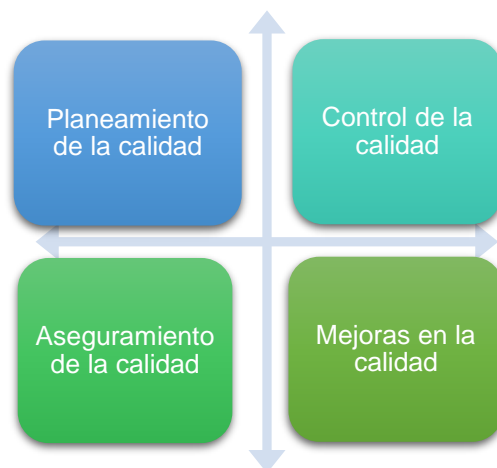 Planeamiento
de la calidad
Control de la
calidad
Aseguramiento
de la calidad
Mejoras en la
calidad